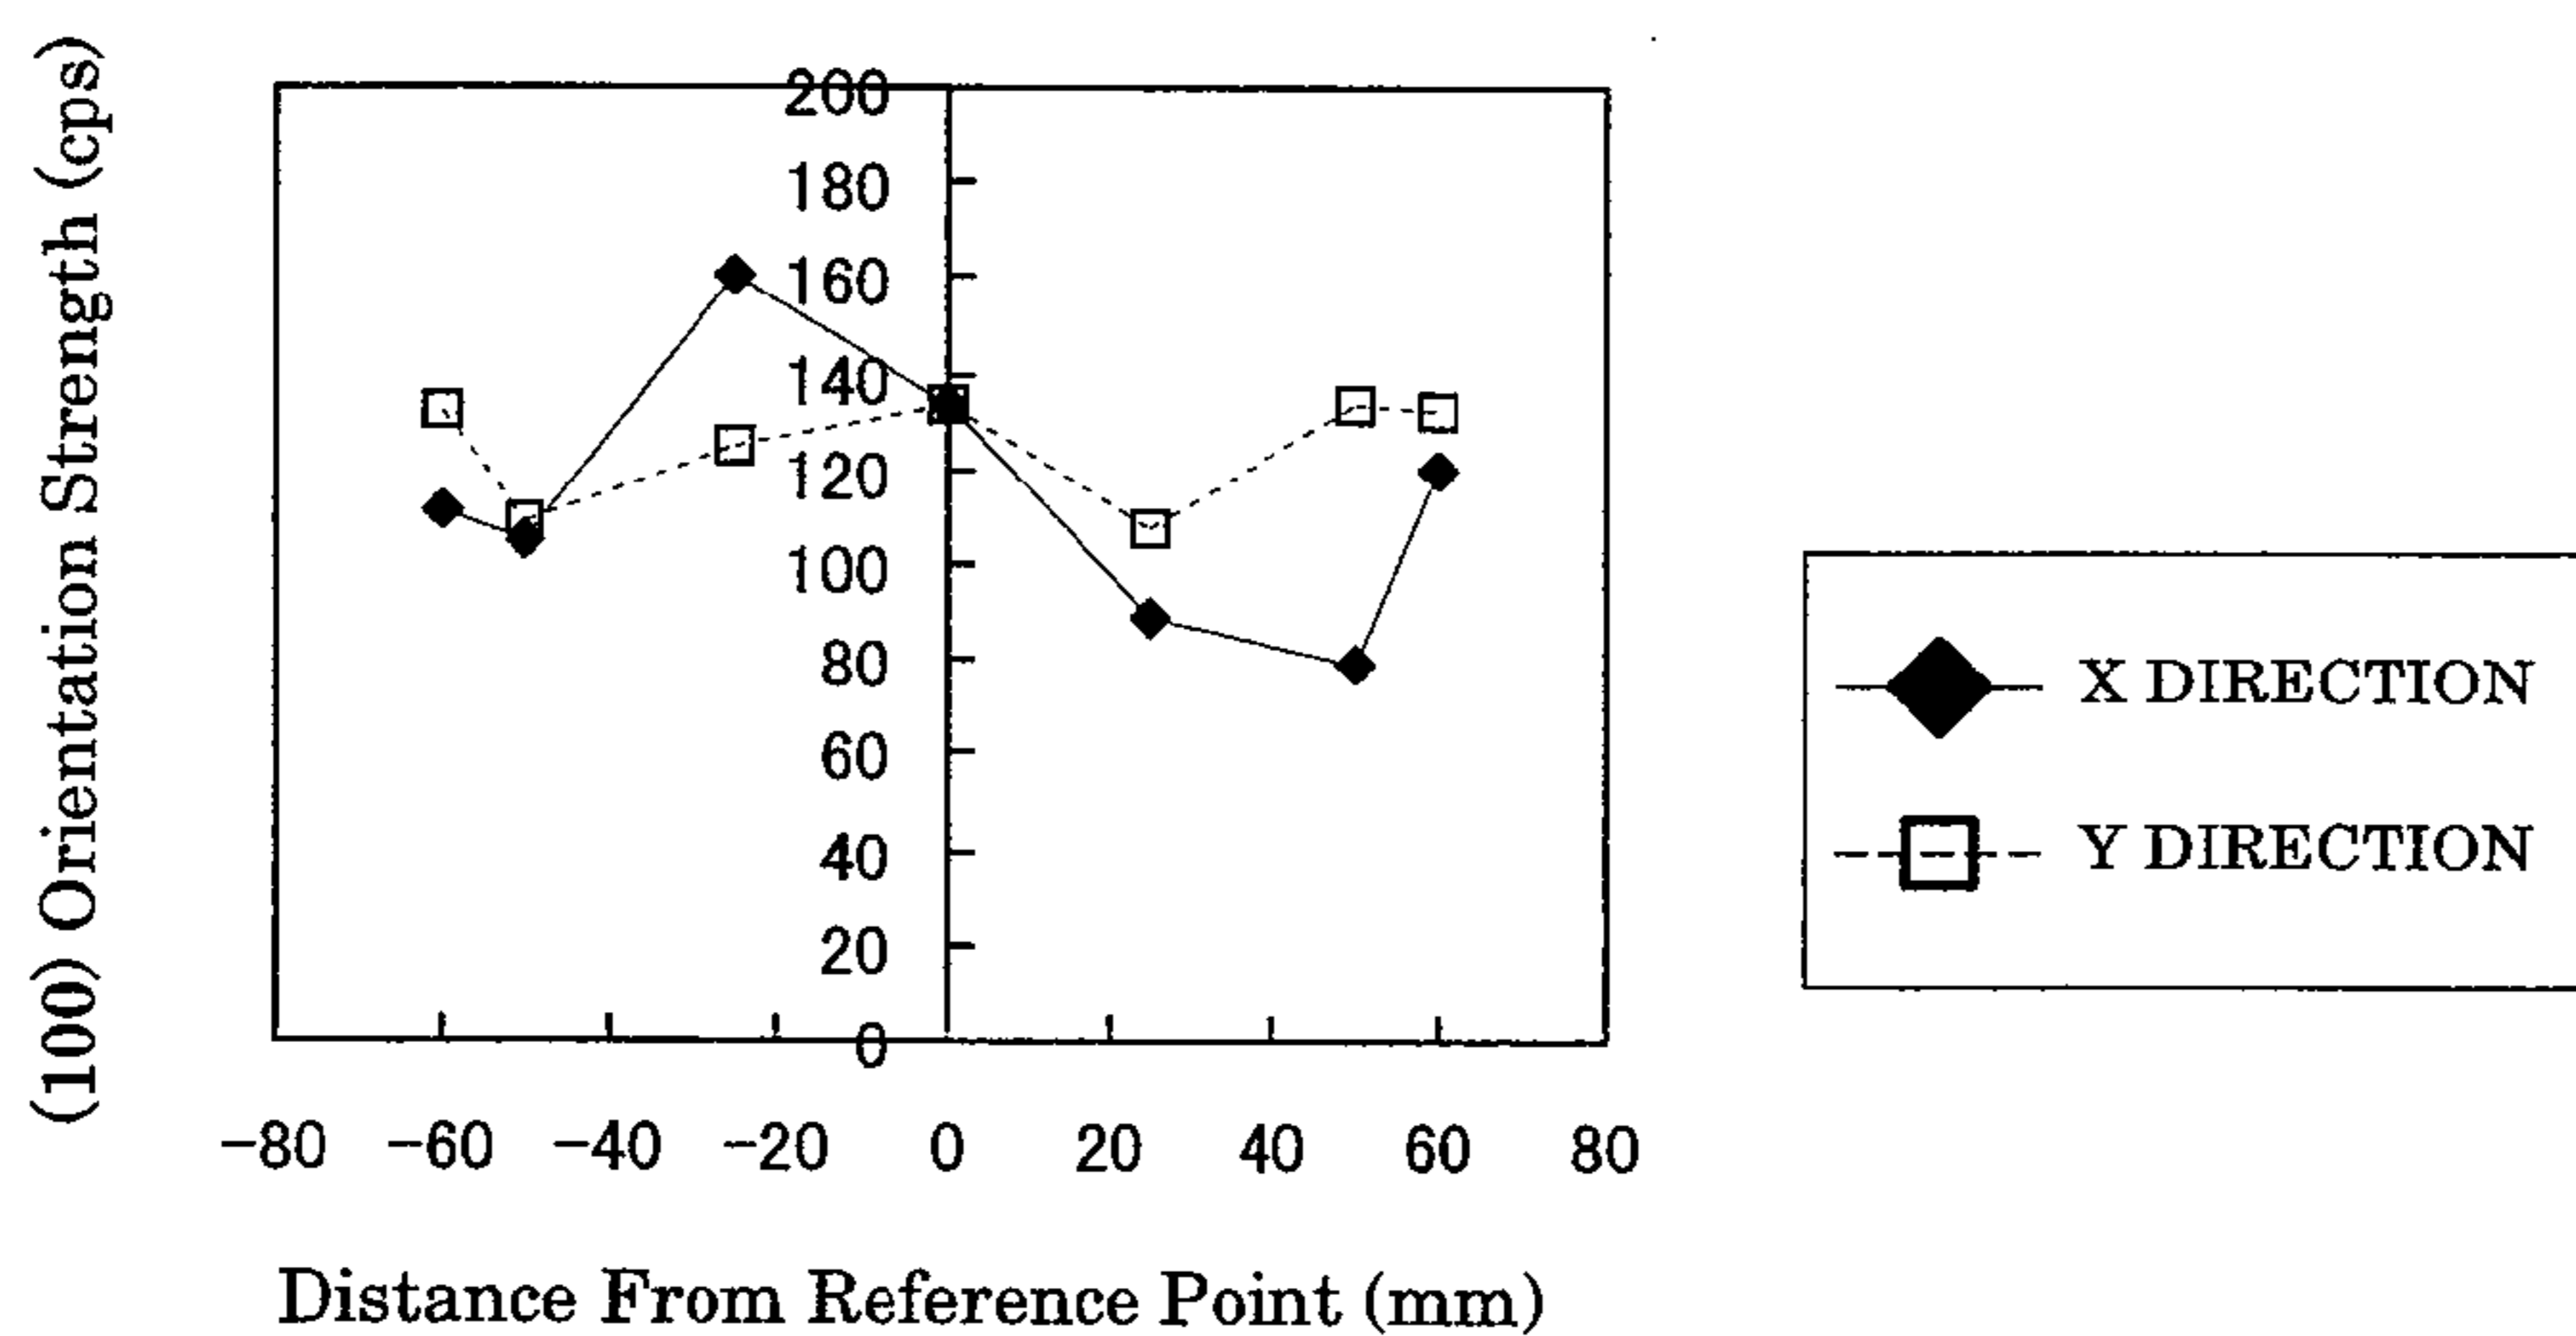 (100) Orientation Strength (cps)
200
180
160
140
120
100
80
60
40
20
0
−80 −60 −40 −20 0 20 40 60 80
Distance From Reference Point (mm)
X DIRECTION
Y DIRECTION